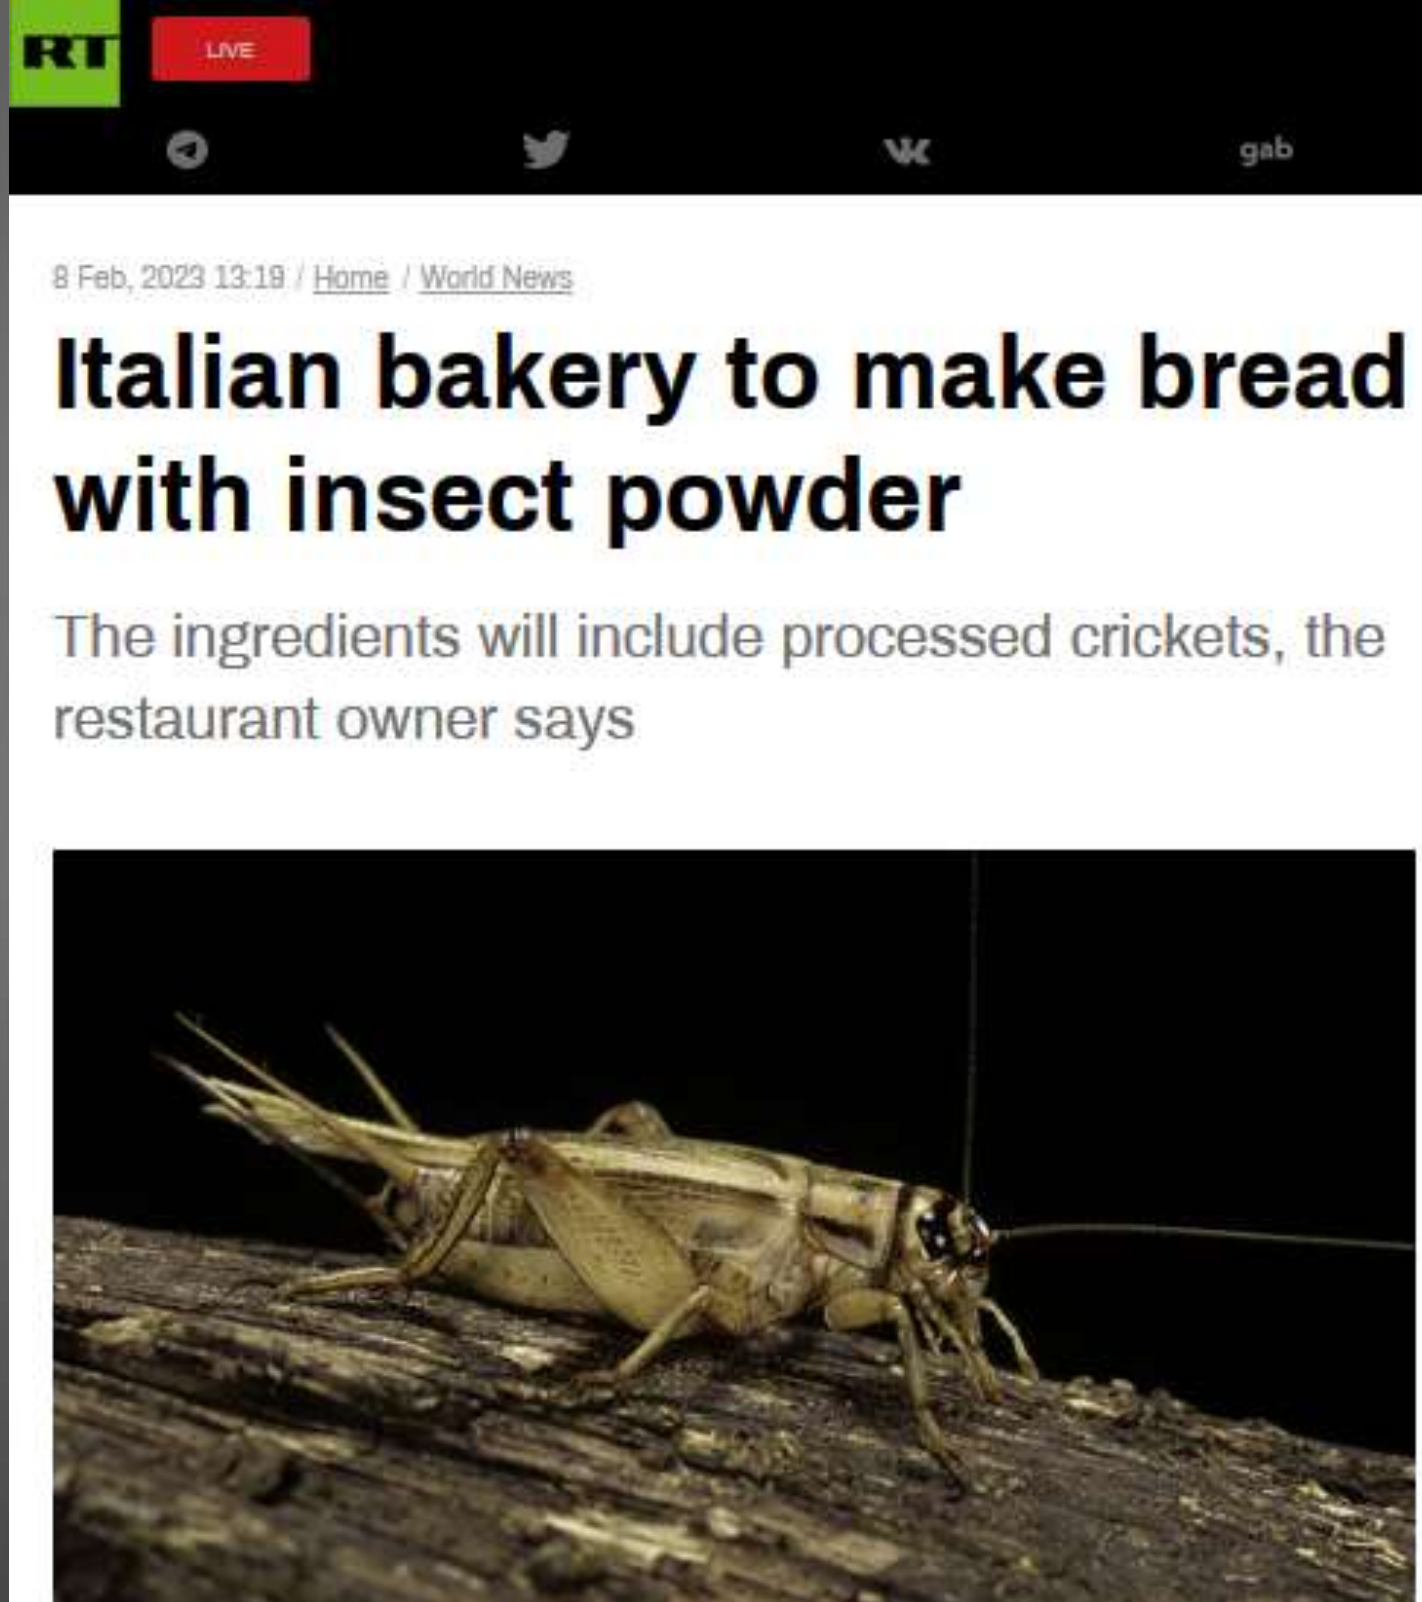 RT
LIVE
gab
8 Feb, 2023 13:19 / Home / World News
Italian bakery to make bread
with insect powder
The ingredients will include processed crickets, the
restaurant owner says